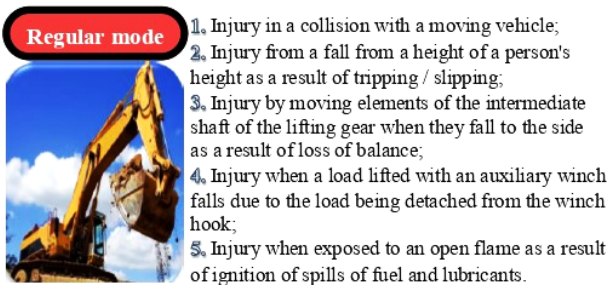 Regular mode
1. Injury in a collision with a moving vehicle;
2. Injury from a fall from a height of a person's
height as a result of tripping / slipping;
3. Injury by moving elements of the intermediate
shaft of the lifting gear when they fall to the side
as a result of loss of balance;
4. Injury when a load lifted with an auxiliary winch
falls due to the load being detached from the winch
hook;
5. Injury when exposed to an open flame as a result
of ignition of spills of fuel and lubricants.